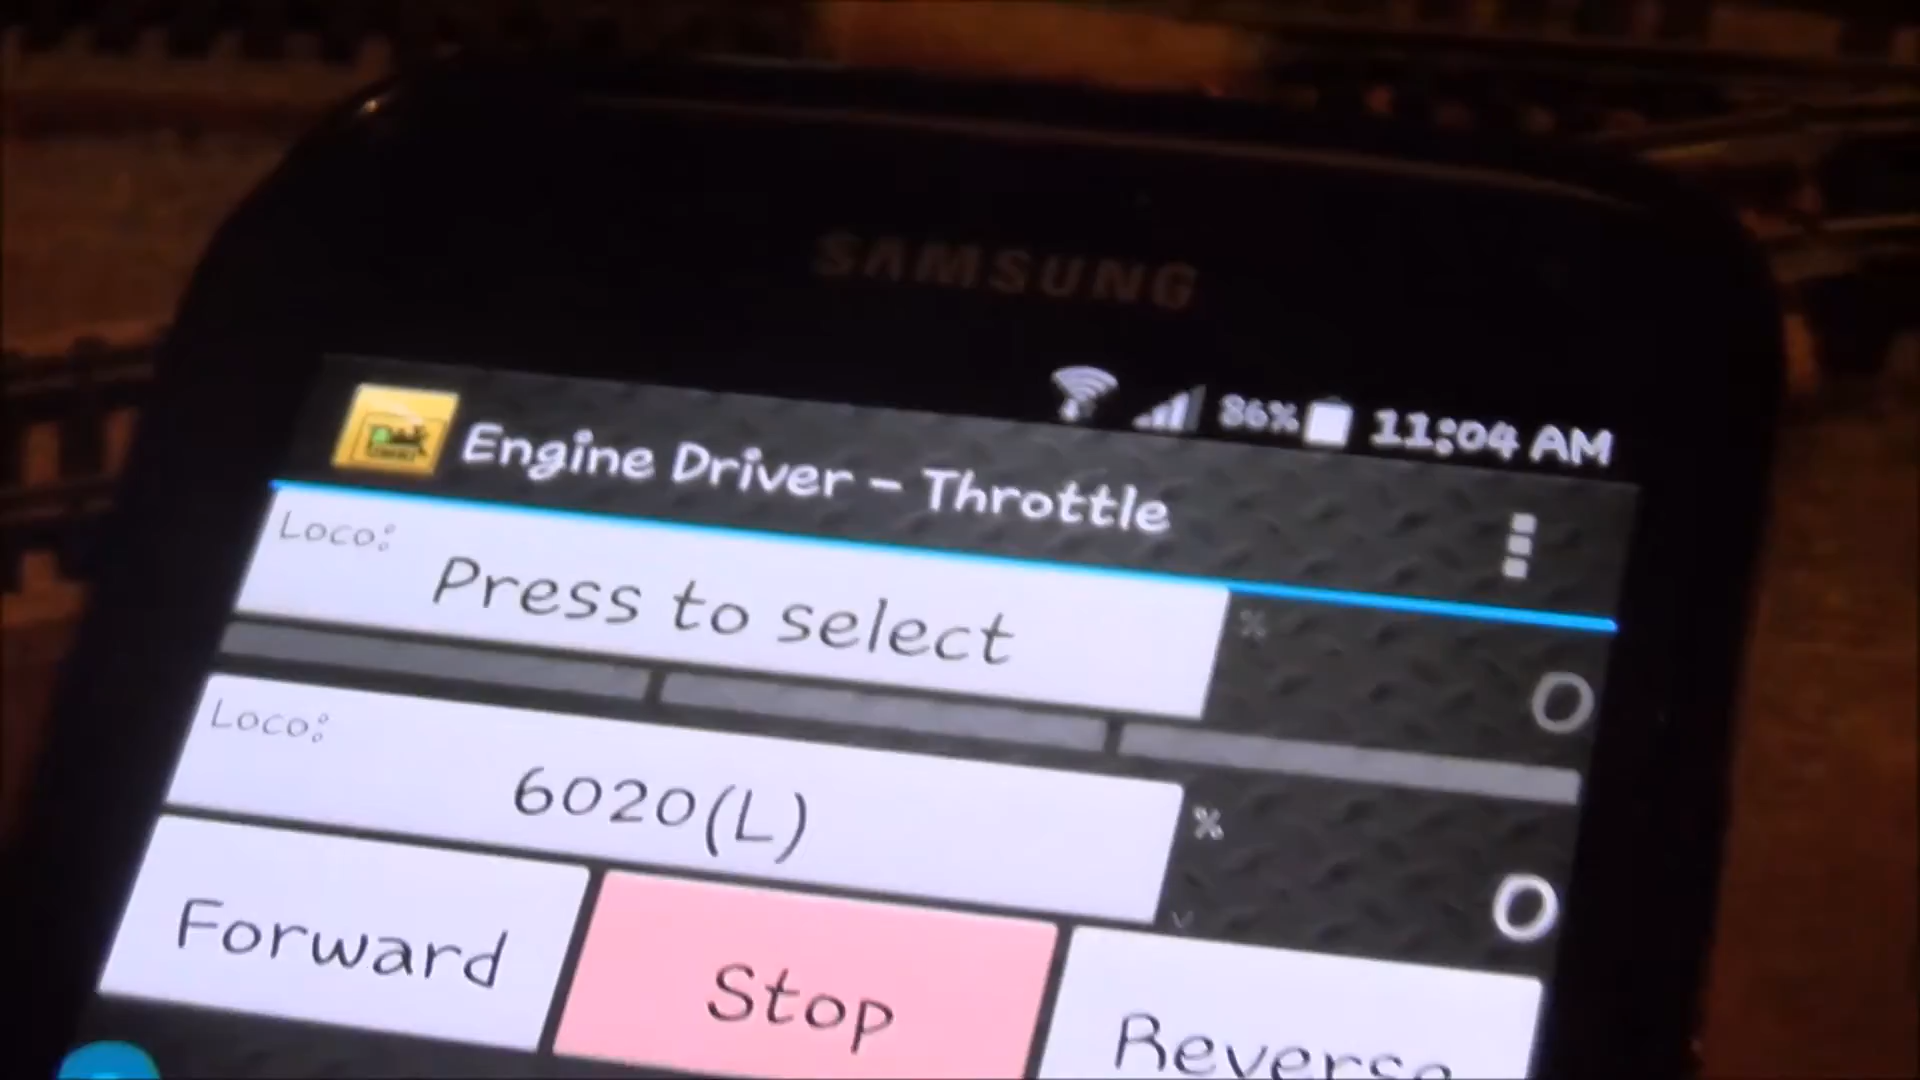 SAMSUNG
86% 11:04 AM
Engine Driver - Throttle
Loco:
Press to select
%
0
Loco:
6020(L)
%
0
Forward
Stop
Reverse